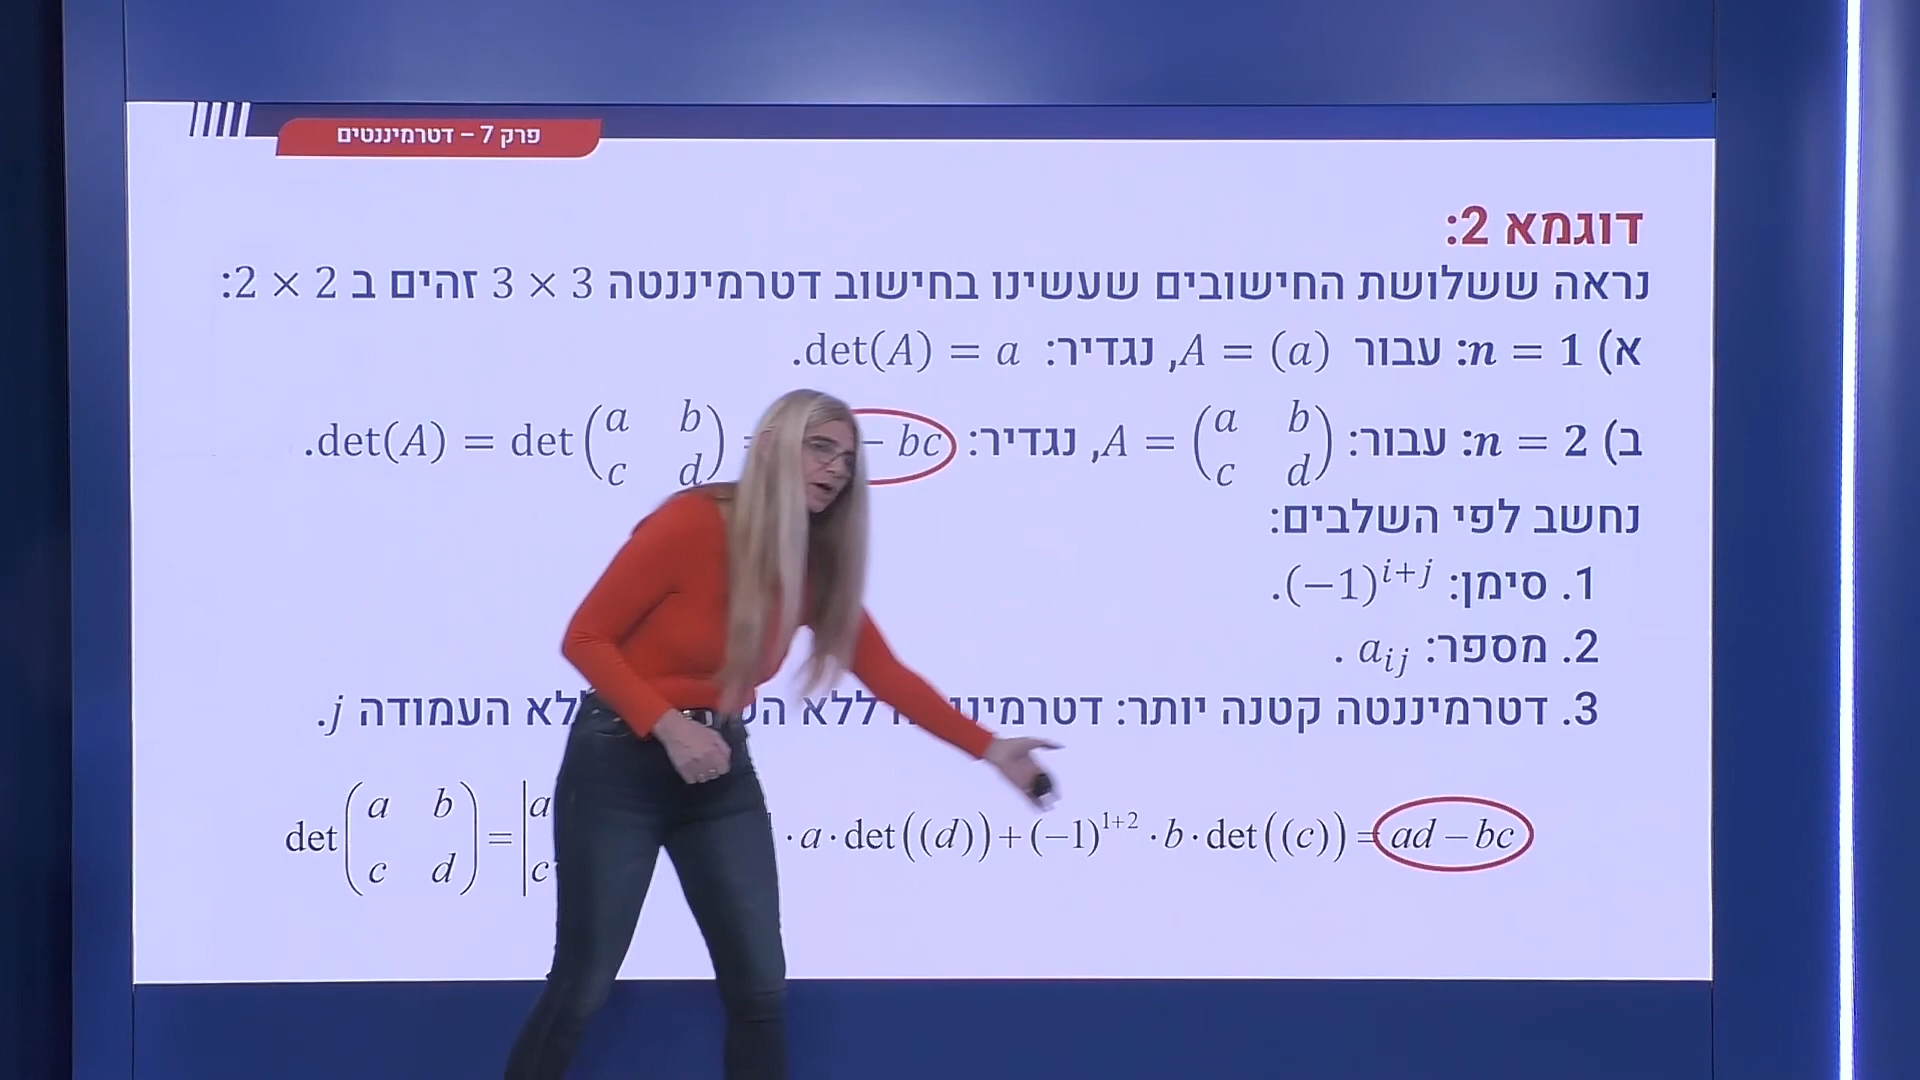 פרק 7 – דטרמיננטים
דוגמא 2:
נראה ששלושת החישובים שעשינו בחישוב דטרמיננטה 3 × 3 זהים ב 2 × 2:
א) n = 1: עבור A = (a), נגדיר: det(A) = a.
ב) n = 2: עבור: A = (a b c d), נגדיר: det(A) = det (a b c d) = − bc.
נחשב לפי השלבים:
1. סימן: (−1)^{i+j}.
2. מספר: a_{ij} .
3. דטרמיננטה קטנה יותר: ללא העמודה j.
det (a b c d) = |a c · a · det((d)) + (−1)^{1+2} · b · det((c)) = ad − bc